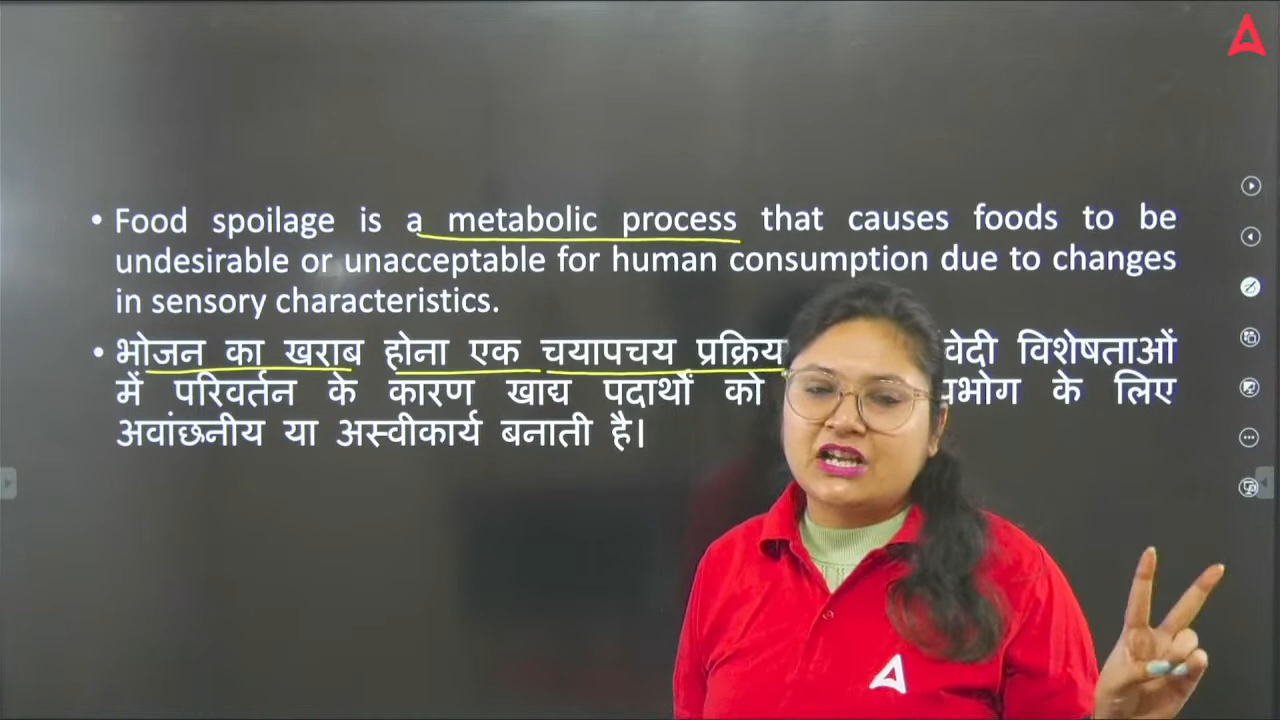 • Food spoilage is a metabolic process that causes foods to be
undesirable or unacceptable for human consumption due to changes
in sensory characteristics.
• भोजन का खराब होना एक चयापचय विशेषताओं
में परिवर्तन के कारण खाद्य पदार्थों को के लिए
अवांछनीय या अस्वीकार्य बनाती है।